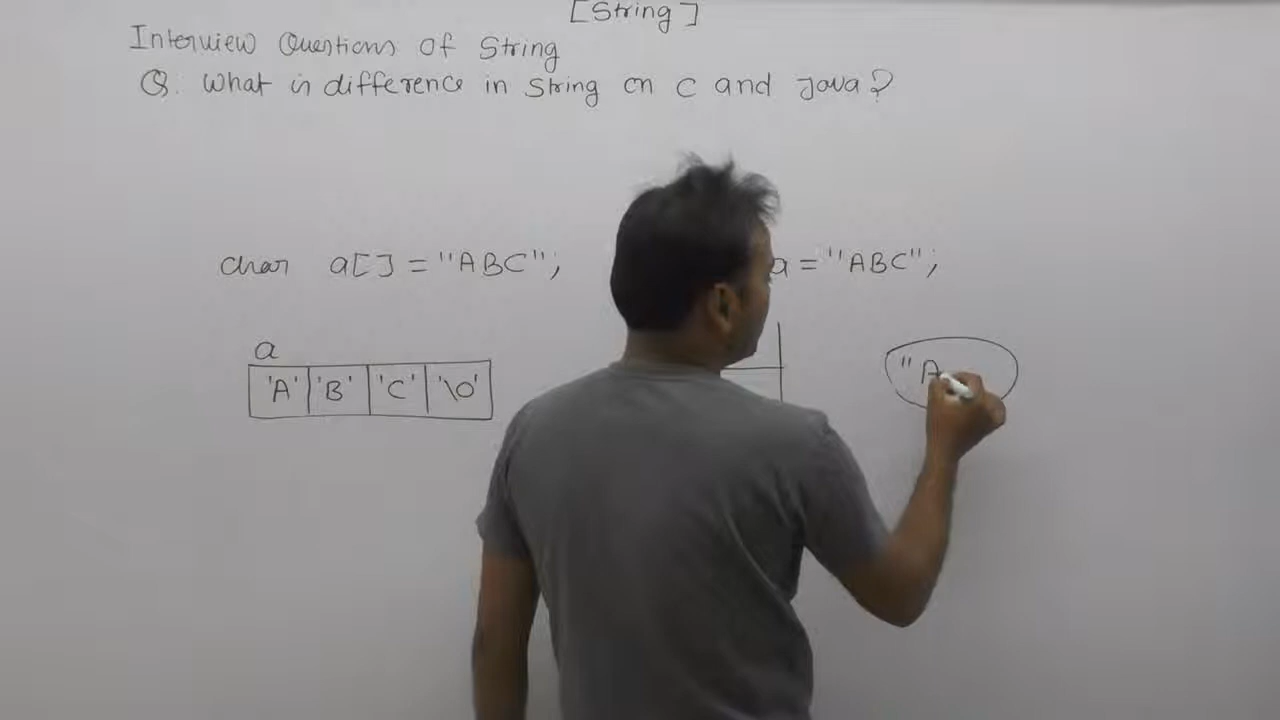 [String]
Interview Questions of String
Q. What is difference in String on C and Java?
char a[] = "ABC"; a = "ABC";
a
'A' 'B' 'C' '\0' "A